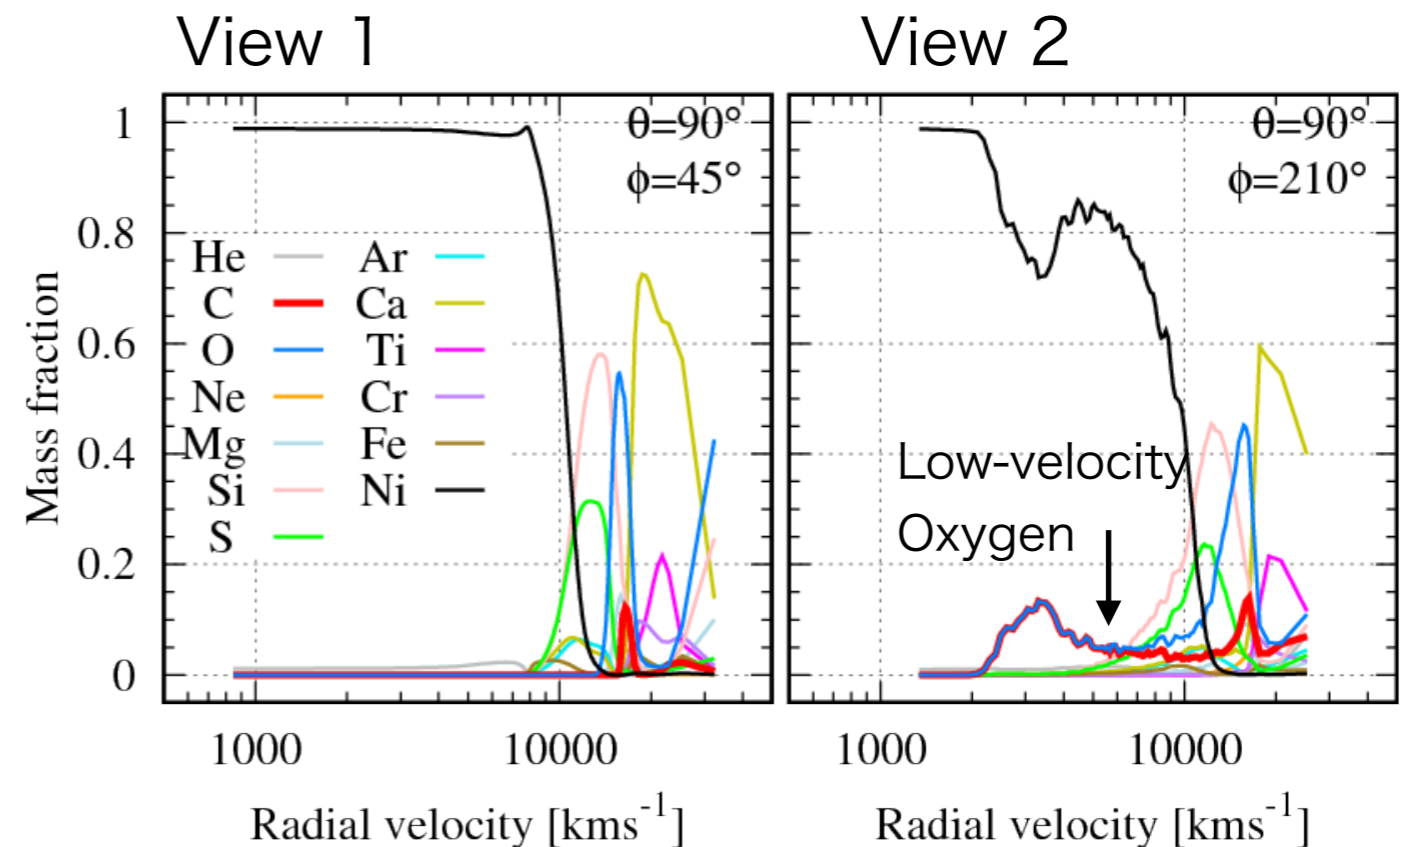 View 1
View 2
θ=90°
ϕ=45°
θ=90°
ϕ=210°
Mass fraction
1
0.8
0.6
0.4
0.2
0
He
C
O
Ne
Mg
Si
S
Ar
Ca
Ti
Cr
Fe
Ni
Low-velocity
Oxygen
1000 10000
1000 10000
Radial velocity [kms⁻¹]
Radial velocity [kms⁻¹]